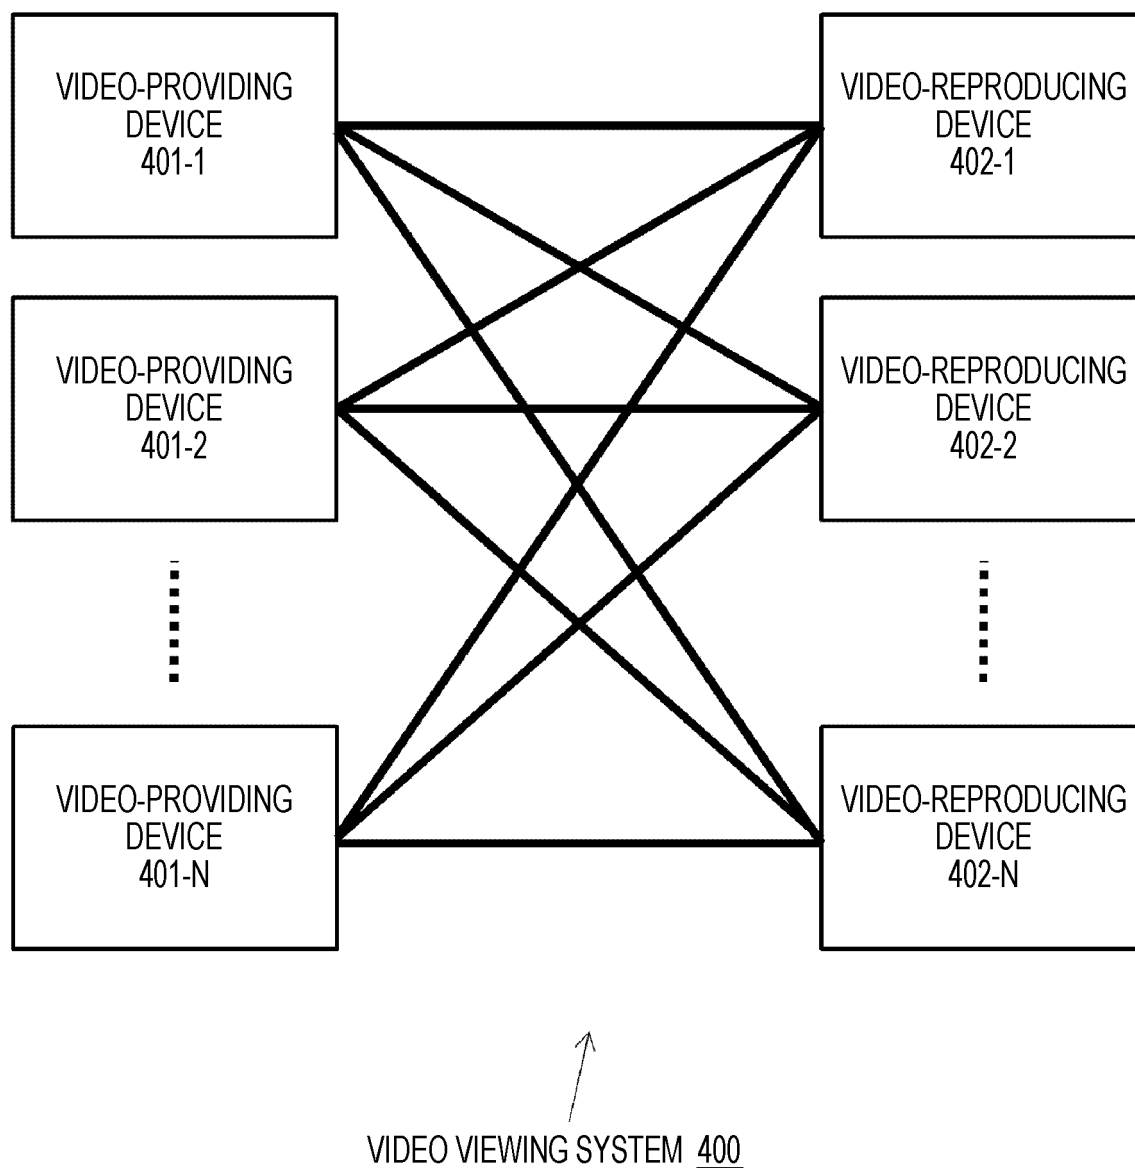 VIDEO-PROVIDING
DEVICE
401-1
VIDEO-REPRODUCING
DEVICE
402-1
VIDEO-PROVIDING
DEVICE
401-2
VIDEO-REPRODUCING
DEVICE
402-2
VIDEO-PROVIDING
DEVICE
401-N
VIDEO-REPRODUCING
DEVICE
402-N
VIDEO VIEWING SYSTEM 400